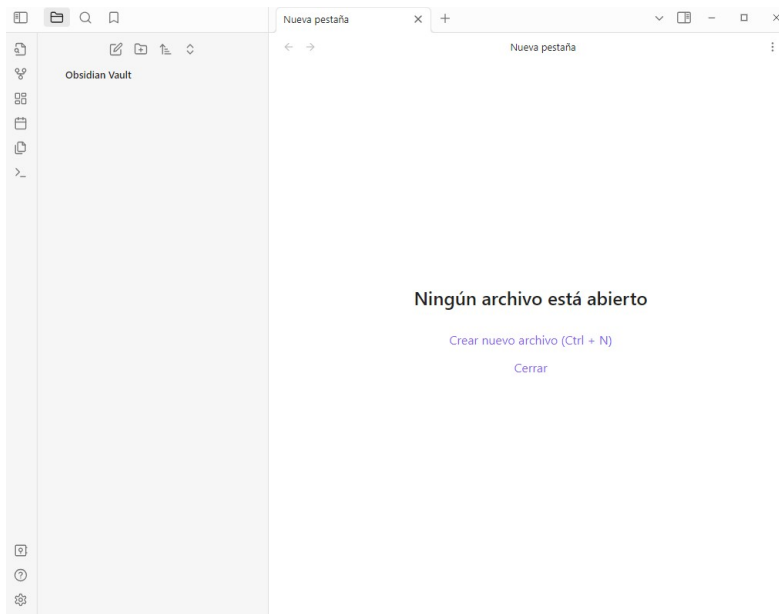 Nueva pestaña
Nueva pestaña
Obsidian Vault
Ningún archivo está abierto
Crear nuevo archivo (Ctrl + N)
Cerrar